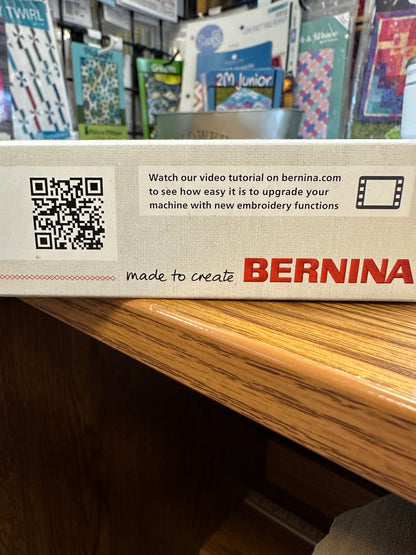 TWIRL
2M Junior
Watch our video tutorial on bernina.com
to see how easy it is to upgrade your
machine with new embroidery functions
made to create BERNINA